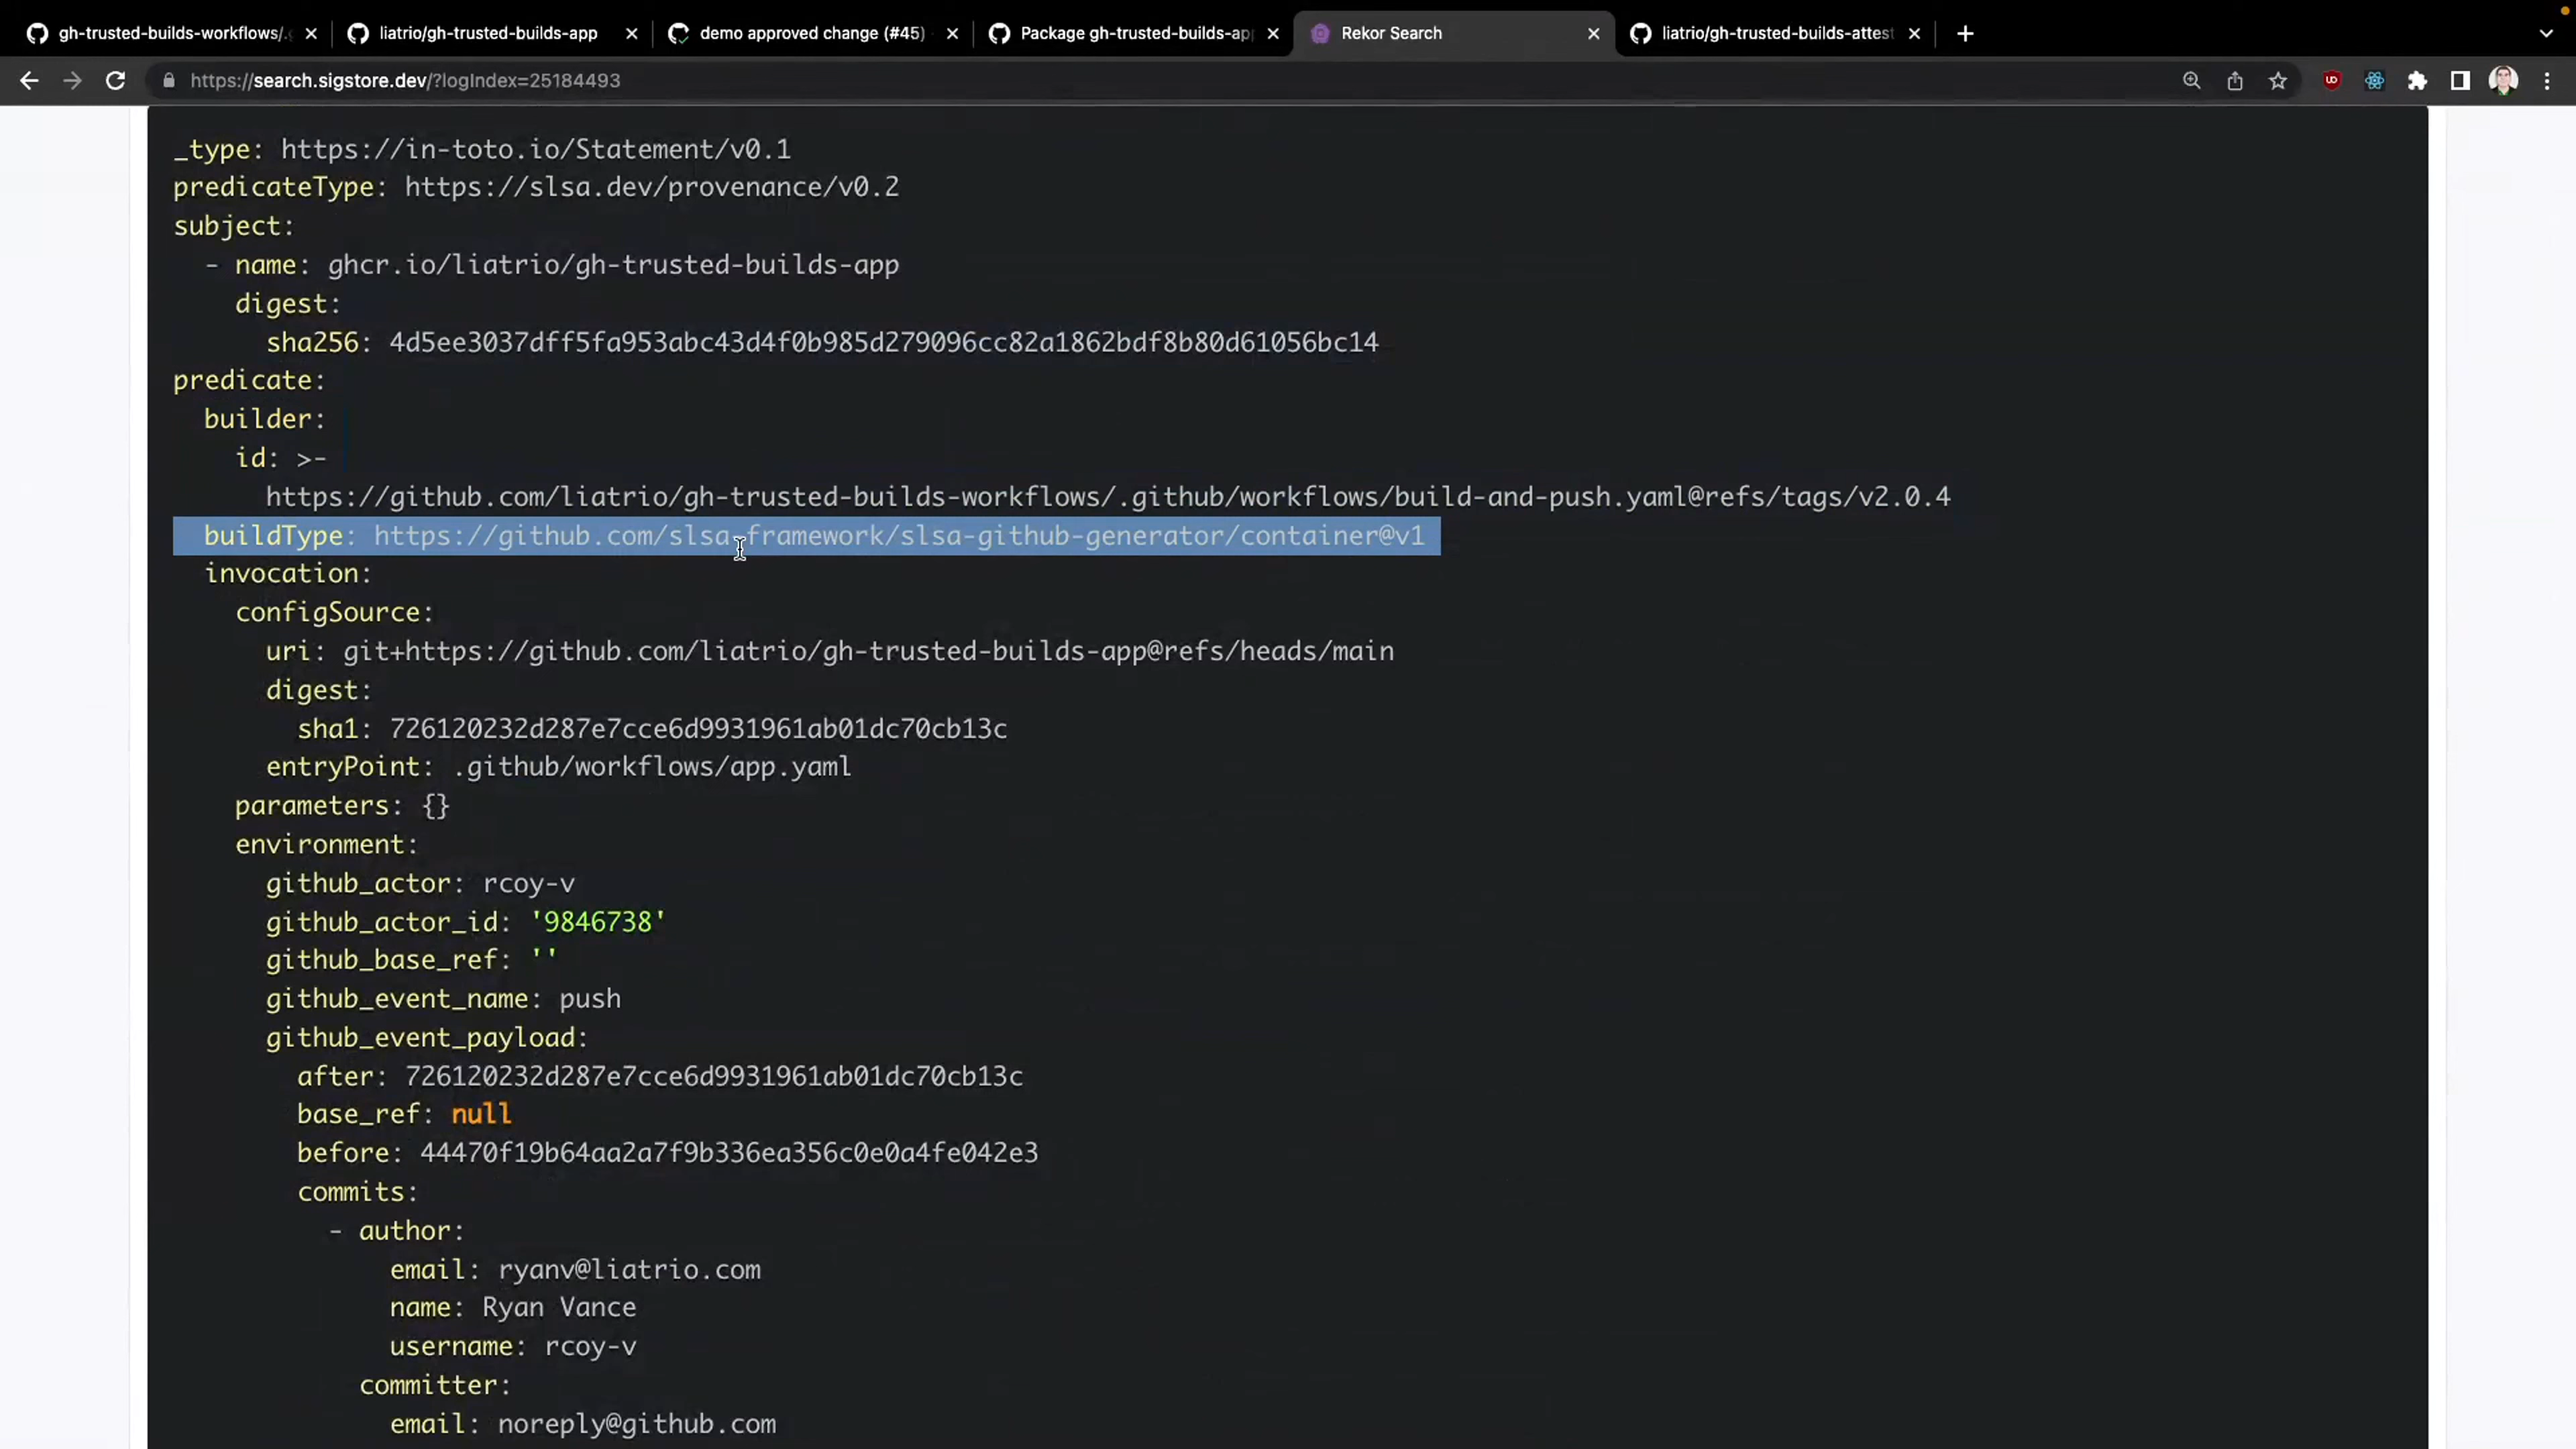 gh-trusted-builds-workflows/.g
liatrio/gh-trusted-builds-app
demo approved change (#45)
Package gh-trusted-builds-app
Rekor Search
liatrio/gh-trusted-builds-attest
https://search.sigstore.dev/?logIndex=25184493
_type: https://in-toto.io/Statement/v0.1
predicateType: https://slsa.dev/provenance/v0.2
subject:
- name: ghcr.io/liatrio/gh-trusted-builds-app
digest:
sha256: 4d5ee3037dff5fa953abc43d4f0b985d279096cc82a1862bdf8b80d61056bc14
predicate:
builder:
id: >-
https://github.com/liatrio/gh-trusted-builds-workflows/.github/workflows/build-and-push.yaml@refs/tags/v2.0.4
buildType: https://github.com/slsa-framework/slsa-github-generator/container@v1
invocation:
configSource:
uri: git+https://github.com/liatrio/gh-trusted-builds-app@refs/heads/main
digest:
sha1: 726120232d287e7cce6d9931961ab01dc70cb13c
entryPoint: .github/workflows/app.yaml
parameters: {}
environment:
github_actor: rcoy-v
github_actor_id: '9846738'
github_base_ref: ''
github_event_name: push
github_event_payload:
after: 726120232d287e7cce6d9931961ab01dc70cb13c
base_ref: null
before: 44470f19b64aa2a7f9b336ea356c0e0a4fe042e3
commits:
- author:
email: ryanv@liatrio.com
name: Ryan Vance
username: rcoy-v
committer:
email: noreply@github.com